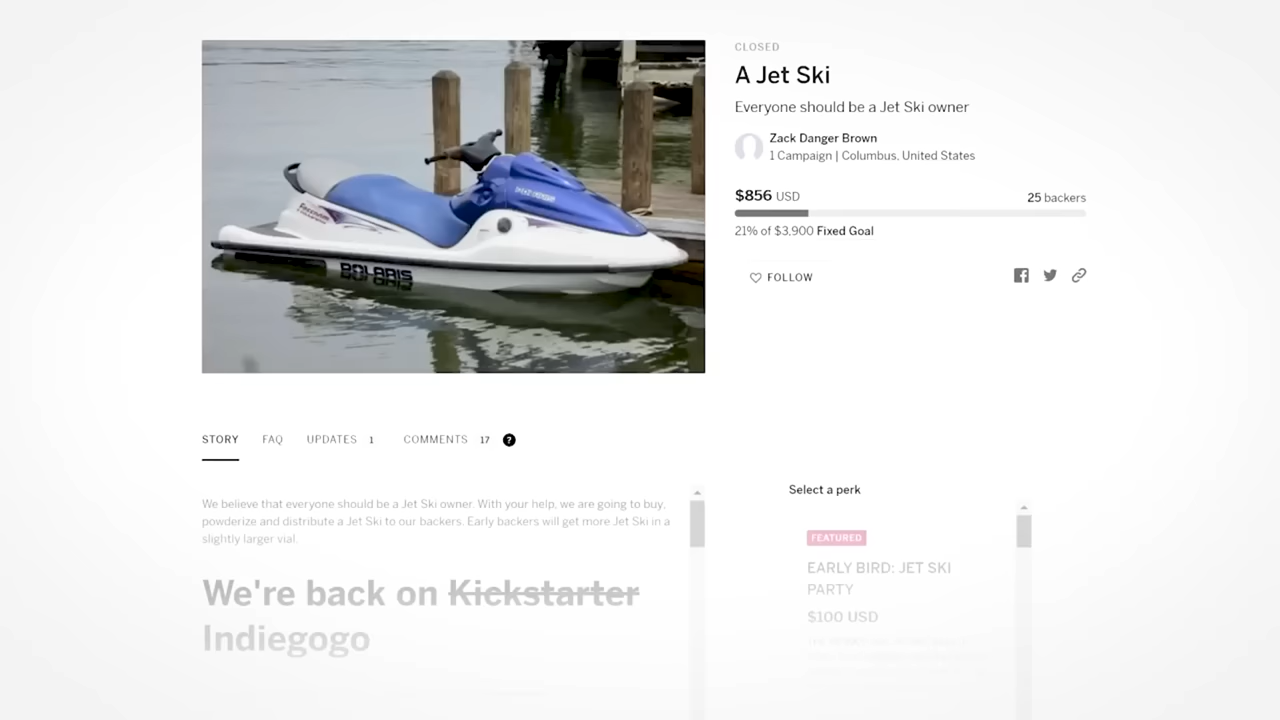 CLOSED
A Jet Ski
Everyone should be a Jet Ski owner
Zack Danger Brown
1 Campaign | Columbus, United States
$856 USD
25 backers
21% of $3,900 Fixed Goal
FOLLOW
POLARIS
STORY FAQ UPDATES 1 COMMENTS 17 ?
We believe that everyone should be a Jet Ski owner. With your help, we are going to buy,
powderize and distribute a Jet Ski to our backers. Early backers will get more Jet Ski in a
slightly larger vial.
We're back on Kickstarter
Indiegogo
Select a perk
FEATURED
EARLY BIRD: JET SKI
PARTY
$100 USD